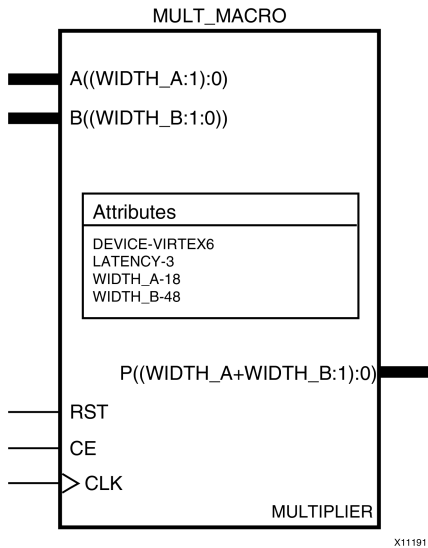 MULT_MACRO
A((WIDTH_A:1):0)
B((WIDTH_B:1:0))
Attributes
DEVICE-VIRTEX6
LATENCY-3
WIDTH_A-18
WIDTH_B-48
P((WIDTH_A+WIDTH_B:1):0)
RST
CE
CLK
MULTIPLIER
X11191